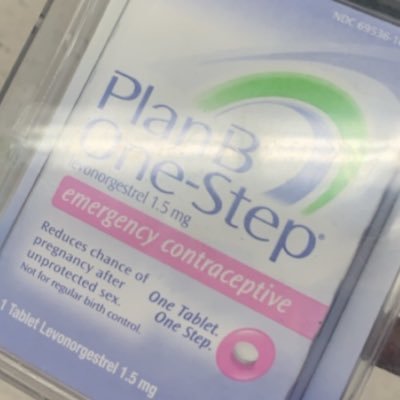 NDC 69536-1
Plan B
One-Step®
levonorgestrel 1.5 mg
emergency contraceptive
Reduces chance of
pregnancy after
unprotected sex.
Not for regular birth control.
One Tablet.
One Step.
1 Tablet Levonorgestrel 1.5 mg